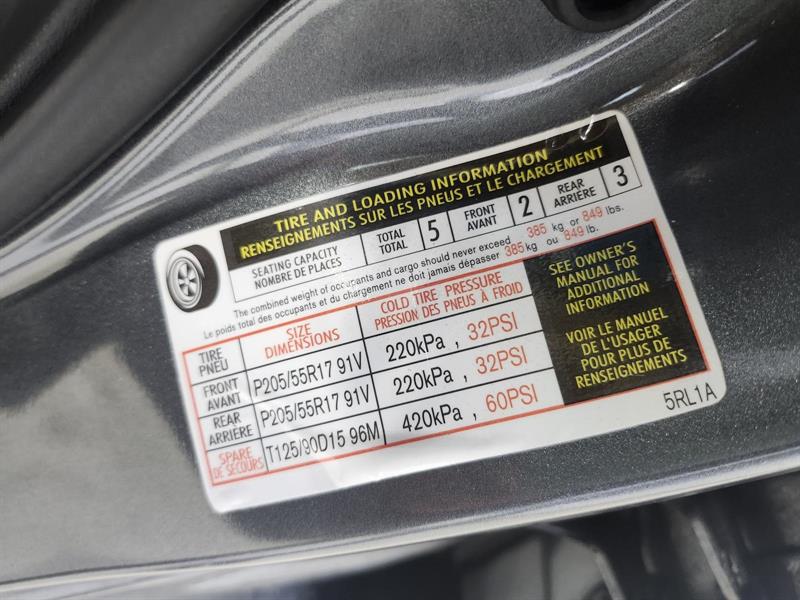 TIRE AND LOADING INFORMATION
RENSEIGNEMENTS SUR LES PNEUS ET LE CHARGEMENT
SEATING CAPACITY NOMBRE DE PLACES TOTAL TOTAL 5 FRONT AVANT 2 REAR ARRIÈRE 3
The combined weight of occupants and cargo should never exceed 385 kg or 849 lbs.
Le poids total des occupants et du chargement ne doit jamais dépasser 385 kg ou 849 lb.
TIRE PNEU SIZE DIMENSIONS COLD TIRE PRESSURE PRESSION DES PNEUS À FROID
FRONT AVANT P205/55R17 91V 220kPa , 32PSI
REAR ARRIÈRE P205/55R17 91V 220kPa , 32PSI
SPARE DE SECOURS T125/90D15 96M 420kPa , 60PSI
SEE OWNER'S
MANUAL FOR
ADDITIONAL
INFORMATION
VOIR LE MANUEL
DE L'USAGER
POUR PLUS DE
RENSEIGNEMENTS
5RL1A